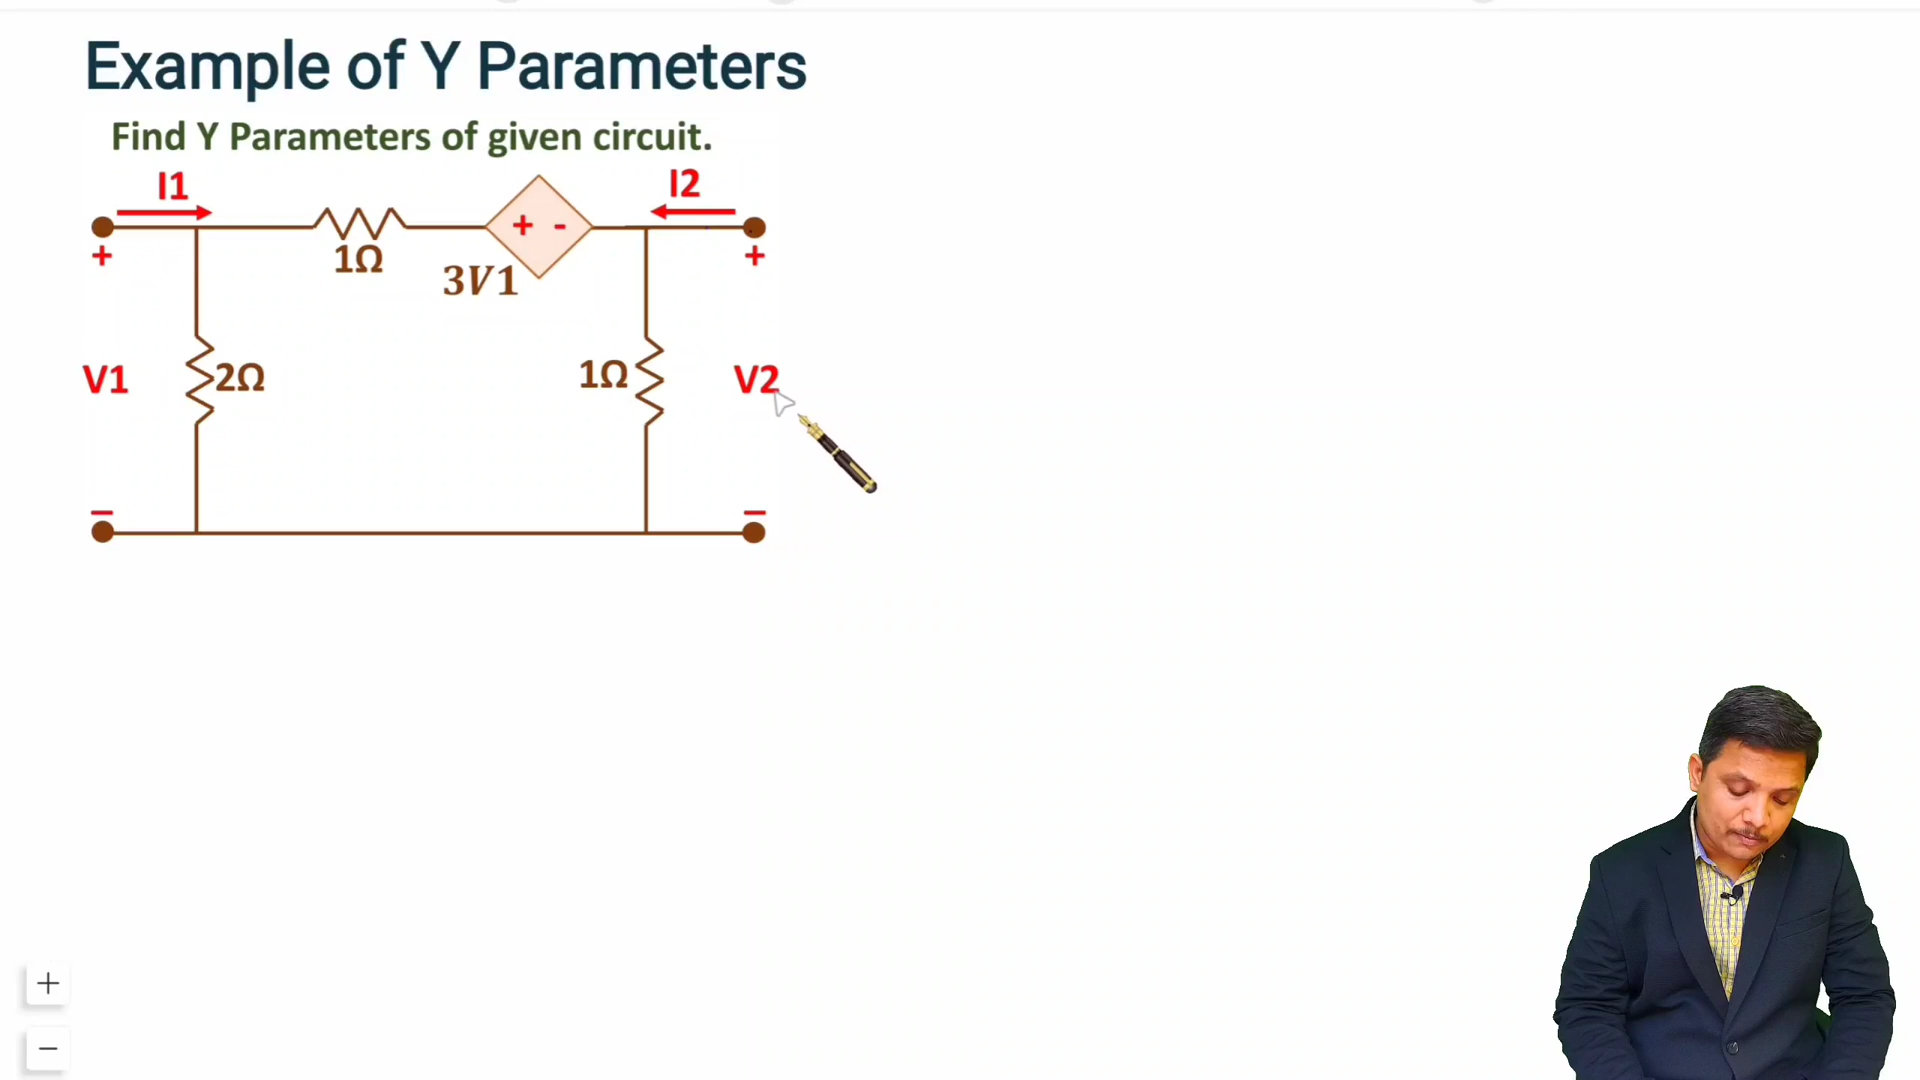 Example of Y Parameters
Find Y Parameters of given circuit.
I1
I2
+ -
+
1Ω
3V1
+
V1
2Ω
1Ω
V2
–
–
+
–